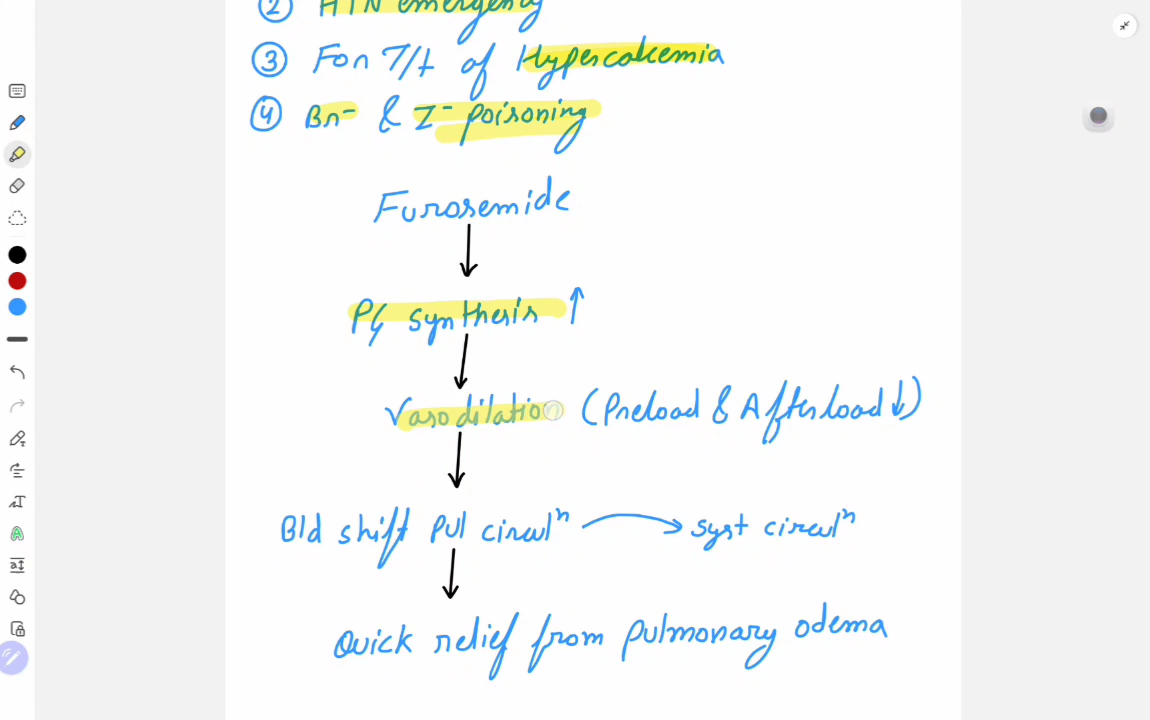 ② HTN emergency
③ For T/t of Hypercalcemia
④ Br⁻ & I⁻ poisoning
Furosemide
PG synthesis ↑
Vasodilation (Preload & Afterload ↓)
Bld shift Pul circulⁿ → syst circulⁿ
Quick relief from pulmonary odema